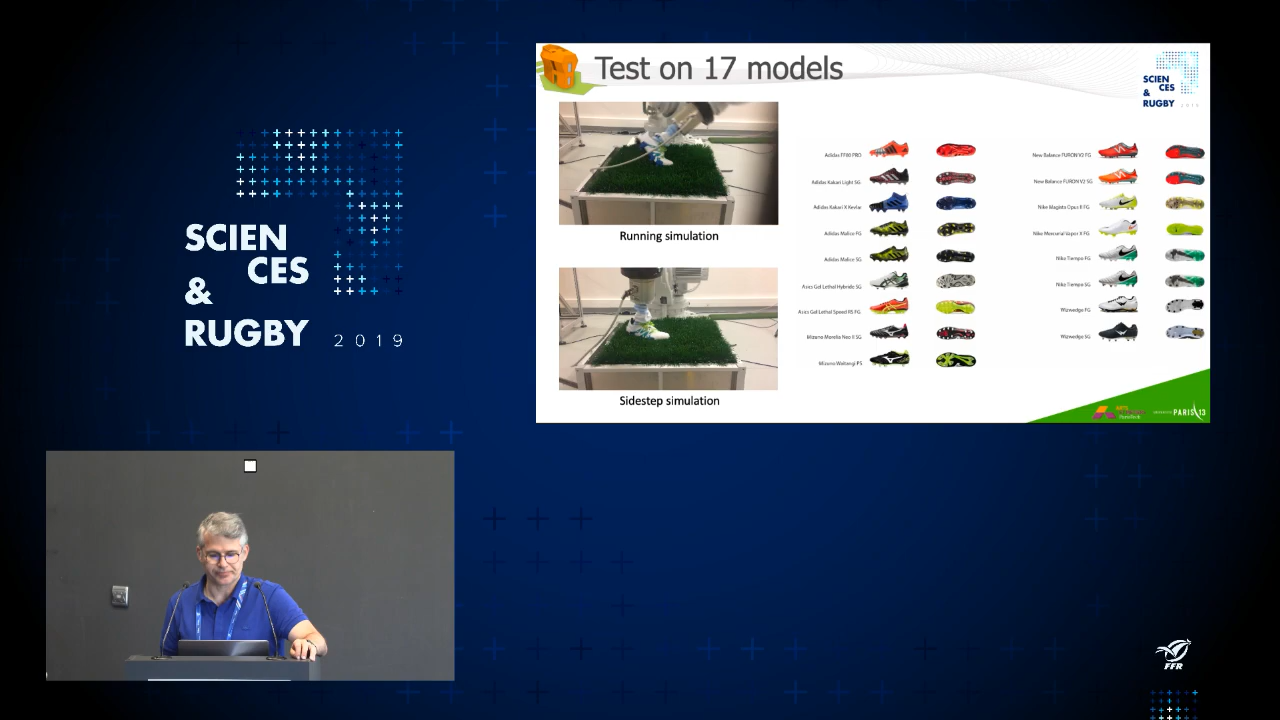 SCIEN
CES
&
RUGBY 2019
Test on 17 models
SCIEN
CES
&
RUGBY 2019
Running simulation
Sidestep simulation
Adidas FF80 PRO
Adidas Kakari Light SG
Adidas Kakari X Kevlar
Adidas Malice FG
Adidas Malice SG
Asics Gel Lethal Hybride SG
Asics Gel Lethal Speed RS FG
Mizuno Morelia Neo II SG
Mizuno Waitangi PS
New Balance FURON V2 FG
New Balance FURON V2 SG
Nike Magista Opus II FG
Nike Mercurial Vapor X FG
Nike Tiempo FG
Nike Tiempo SG
Wizwedge FG
Wizwedge SG
ParisTech
PARIS 13
FFR